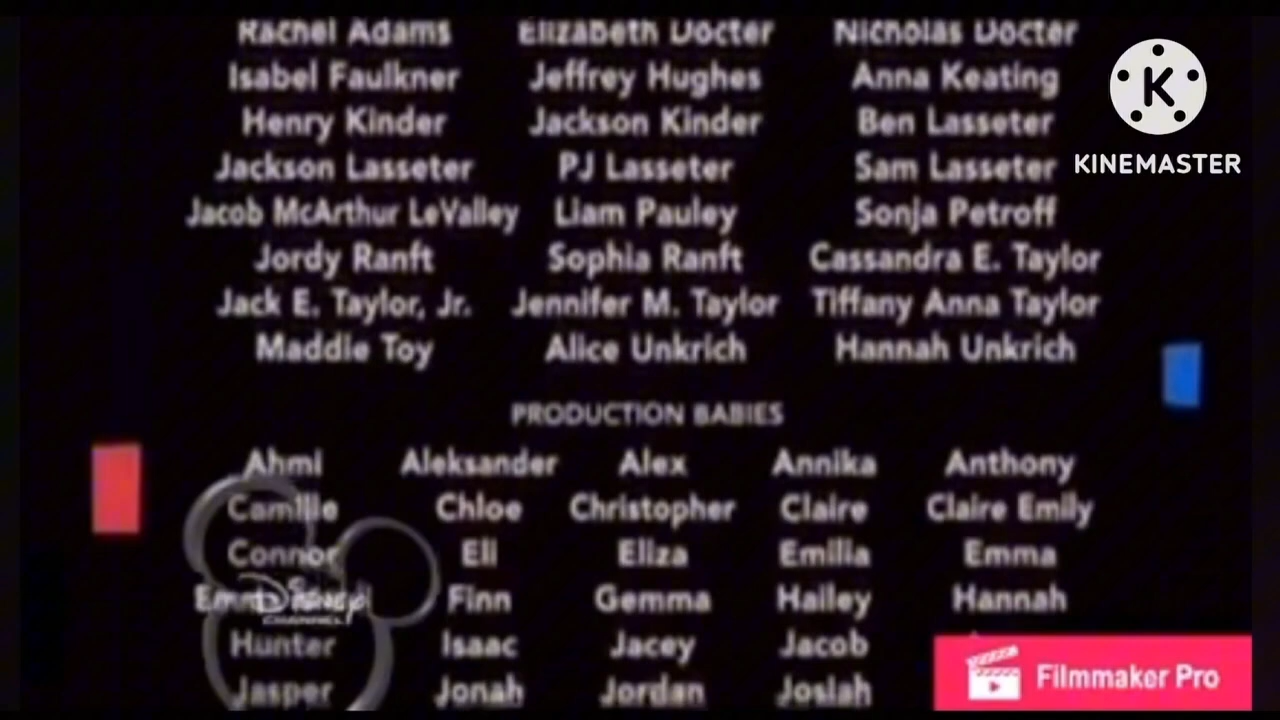 Rachel Adams Elizabeth Docter Nicholas Docter
Isabel Faulkner Jeffrey Hughes Anna Keating
Henry Kinder Jackson Kinder Ben Lasseter
Jackson Lasseter PJ Lasseter Sam Lasseter
Jacob McArthur LeValley Liam Pauley Sonja Petroff
Jordy Ranft Sophia Ranft Cassandra E. Taylor
Jack E. Taylor, Jr. Jennifer M. Taylor Tiffany Anna Taylor
Maddie Toy Alice Unkrich Hannah Unkrich
K
KINEMASTER
PRODUCTION BABIES
Ahmi Aleksander Alex Annika Anthony
Camille Chloe Christopher Claire Claire Emily
Connor Eli Eliza Emilia Emma
Finn Gemma Hailey Hannah
Disney
CHANNEL
Hunter Isaac Jacey Jacob
Jasper Jonah Jordan Josiah
Filmmaker Pro